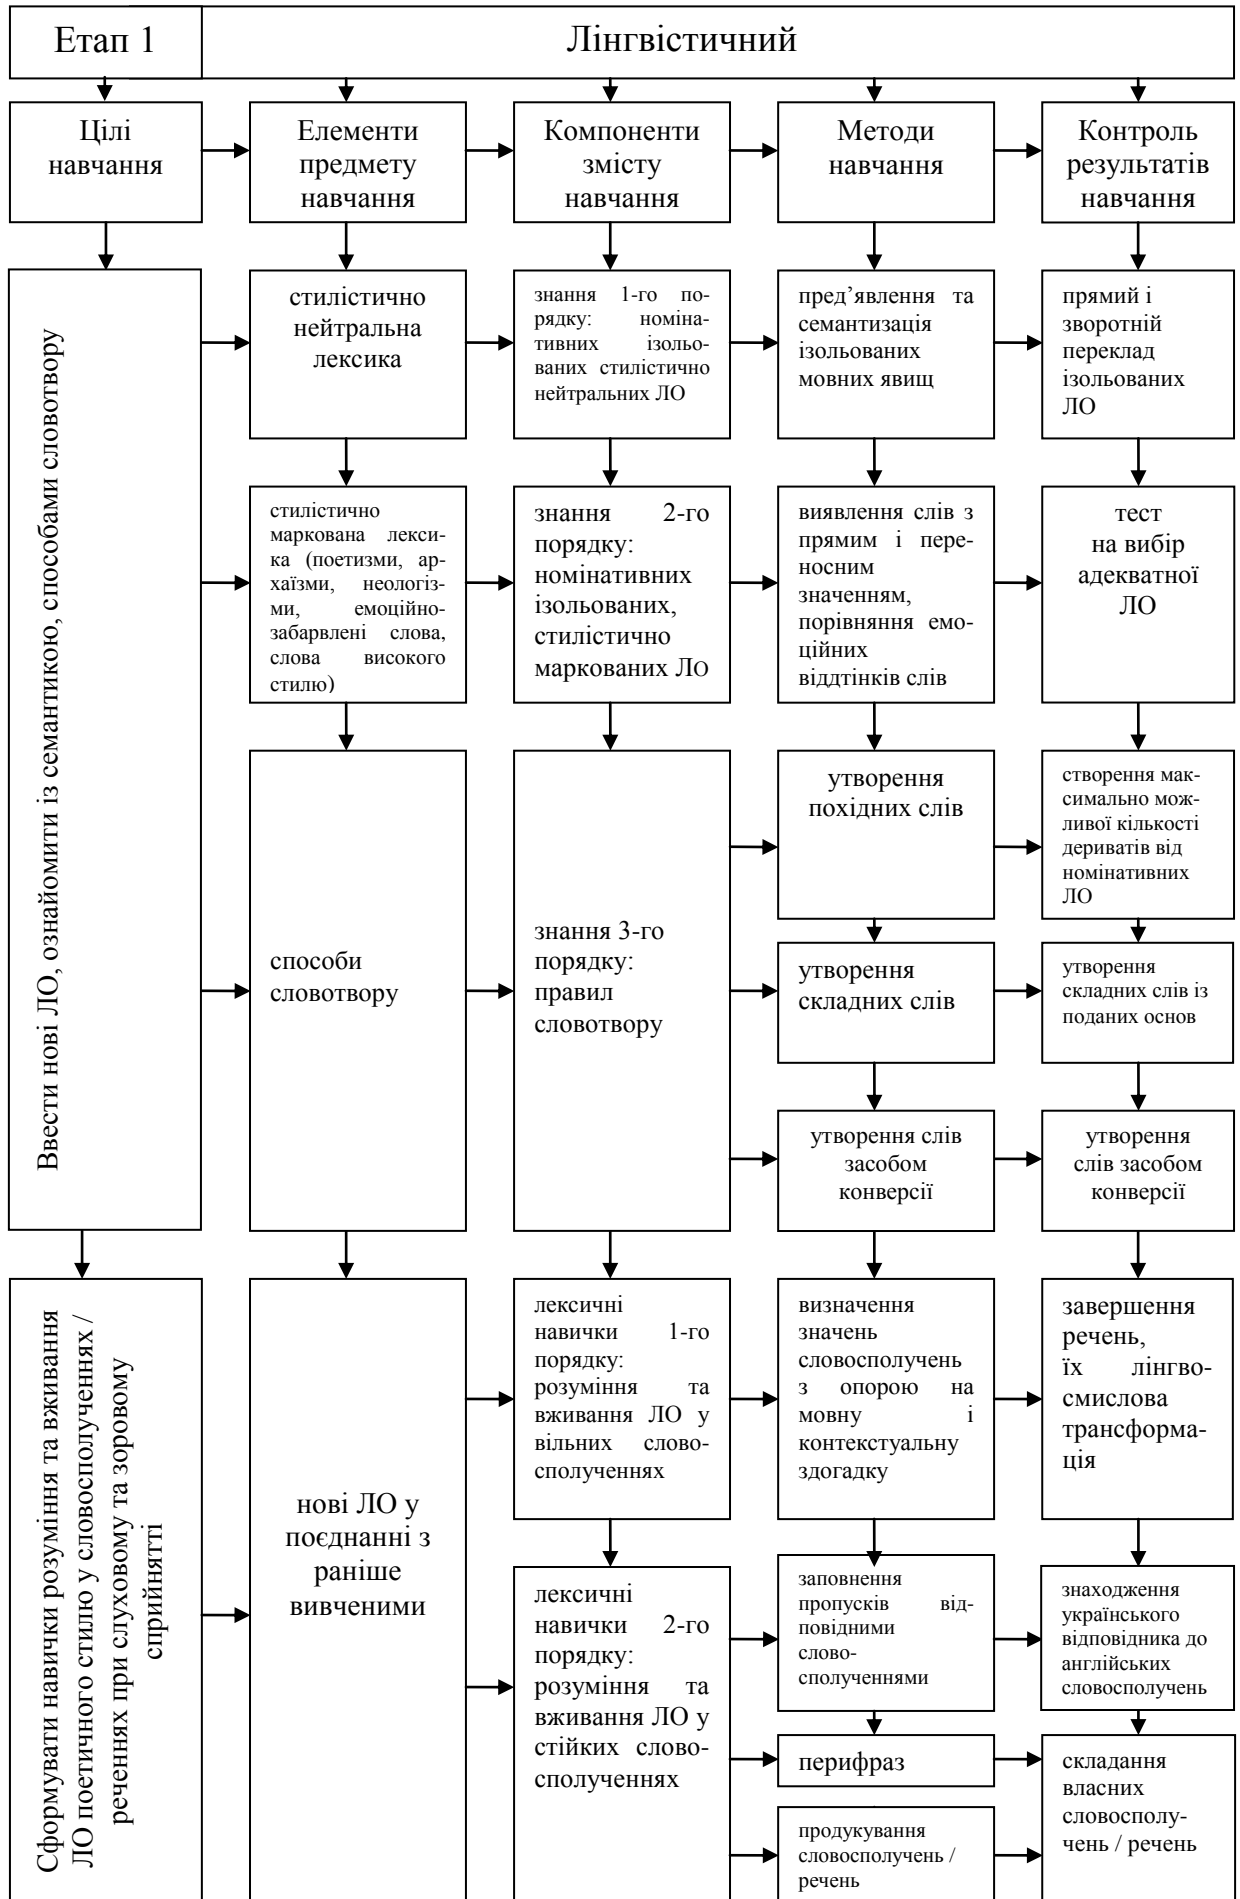 Етап 1
Лінгвістичний
Цілі
навчання
Елементи
предмету
навчання
Компоненти
змісту
навчання
Методи
навчання
Контроль
результатів
навчання
Ввести нові ЛО, ознайомити із семантикою, способами словотвору
стилістично
нейтральна
лексика
знання 1-го по-
рядку: номіна-
тивних ізольо-
ваних стилістично
нейтральних ЛО
пред’явлення та
семантизація
ізольованих
мовних явищ
прямий і
зворотній
переклад
ізольованих
ЛО
стилістично
маркована лекси-
ка (поетизми, ар-
хаїзми, неологіз-
ми, емоційно-
забарвлені слова,
слова високого
стилю)
знання 2-го
порядку:
номінативних
ізольованих,
стилістично
маркованих ЛО
виявлення слів з
прямим і пере-
носним
значенням,
порівняння емо-
ційних
віддтінків слів
тест
на вибір
адекватної
ЛО
способи
словотвору
знання 3-го
порядку:
правил
словотвору
утворення
похідних слів
створення мак-
симально мож-
ливої кількості
дериватів від
номінативних
ЛО
утворення
складних слів
утворення
складних слів із
поданих основ
утворення слів
засобом
конверсії
утворення
слів засобом
конверсії
Сформувати навички розуміння та вживання
ЛО поетичного стилю у словосполученнях /
реченнях при слуховому та зоровому
сприйнятті
нові ЛО у
поєднанні з
раніше
вивченими
лексичні
навички 1-го
порядку:
розуміння та
вживання ЛО у
вільних слово-
сполученнях
визначення
значень
словосполучень
з опорою на
мовну і
контекстуальну
здогадку
завершення
речень,
їх лінгво-
смислова
трансформа-
ція
лексичні
навички 2-го
порядку:
розуміння та
вживання ЛО у
стійких слово-
сполученнях
заповнення
пропусків від-
повідними
слово-
сполученнями
знаходження
українського
відповідника до
англійських
словосполучень
перифраз
складання
власних
словосполу-
чень / речень
продукування
словосполучень /
речень